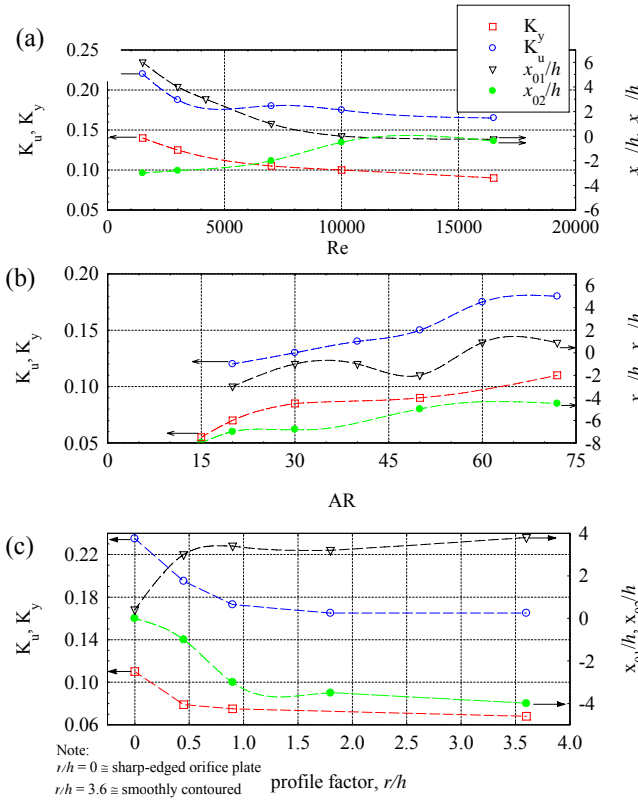 (a)
K_y
K_u
x_01/h
x_02/h
0.25
0.20
0.15
0.10
0.05
K_u, K_y
6
4
2
0
-2
-4
-6
x /h, x /h
0 5000 10000 15000 20000
Re
(b)
0.20
0.15
0.10
0.05
K_u, K_y
6
4
2
0
-2
-4
-6
-8
x /h, x /h
0 15 30 45 60 75
AR
(c)
0.22
0.18
0.14
0.10
0.06
K_u, K_y
4
2
0
-2
-4
x_01/h, x_02/h
0 0.5 1.0 1.5 2.0 2.5 3.0 3.5 4.0
profile factor, r/h
Note:
r/h = 0 ≅ sharp-edged orifice plate
r/h = 3.6 ≅ smoothly contoured